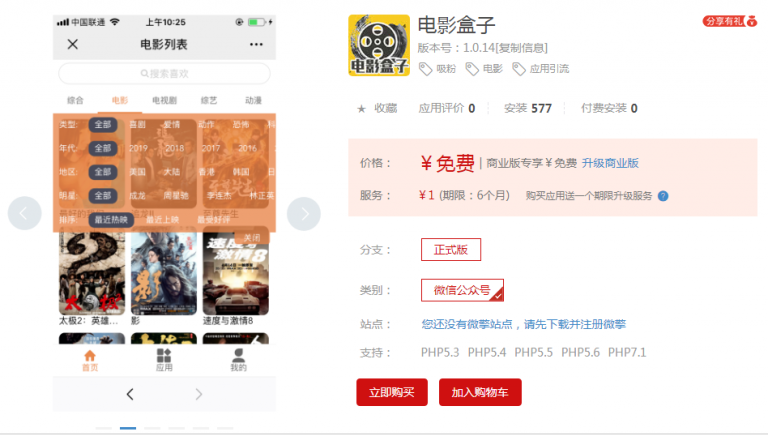 中国联通
上午10:25
电影列表
搜索喜欢
综合 电影 电视剧 综艺 动漫
类型: 全部 喜剧 爱情 动作 恐怖
年代: 全部 2019 2018 2017 2016
地区: 全部 美国 大陆 香港 韩国 日
明星: 全部 成龙 周星驰 李连杰 林正英
排序: 最近热映 最近上映 最受好评
关闭
太极2：英雄... 影 速度与激情8
首页 应用 我的
电影盒子
电影盒子
分享有礼
版本号：1.0.14[复制信息]
吸粉 电影 应用引流
收藏 应用评价 0 安装 577 付费安装 0
价格： ¥免费 | 商业版专享¥免费 升级商业版
服务： ¥1 (期限：6个月) 购买应用送一个期限升级服务 ?
分支： 正式版
类别： 微信公众号
站点： 您还没有微擎站点，请先下载并注册微擎
支持： PHP5.3 PHP5.4 PHP5.5 PHP5.6 PHP7.1
立即购买 加入购物车